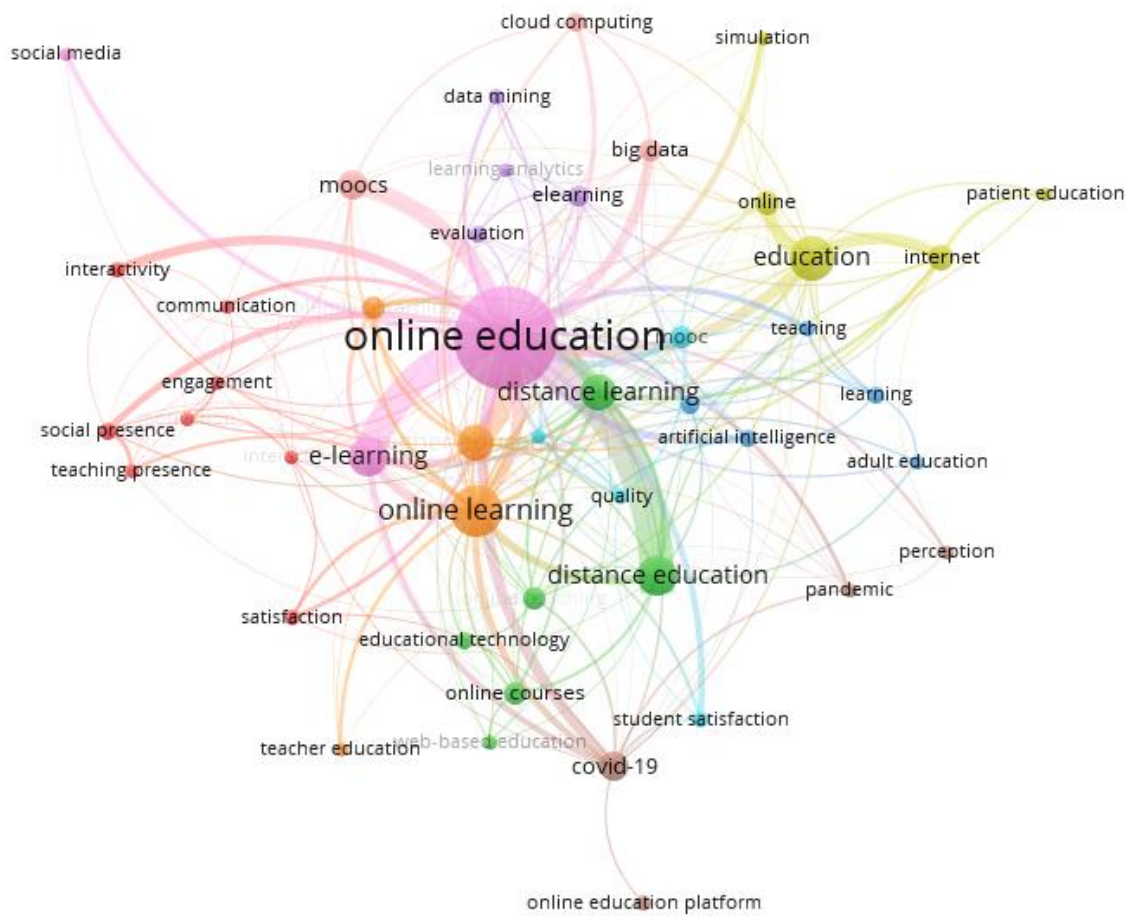 cloud computing
simulation
social media
data mining
big data
learning analytics
moocs
elearning
patient education
online
evaluation
education
internet
interactivity
communication
teaching
online education
mooc
engagement
distance learning
learning
social presence
artificial intelligence
e-learning
adult education
teaching presence
quality
online learning
perception
distance education
pandemic
satisfaction
educational technology
online courses
student satisfaction
web-based education
teacher education
covid-19
online education platform